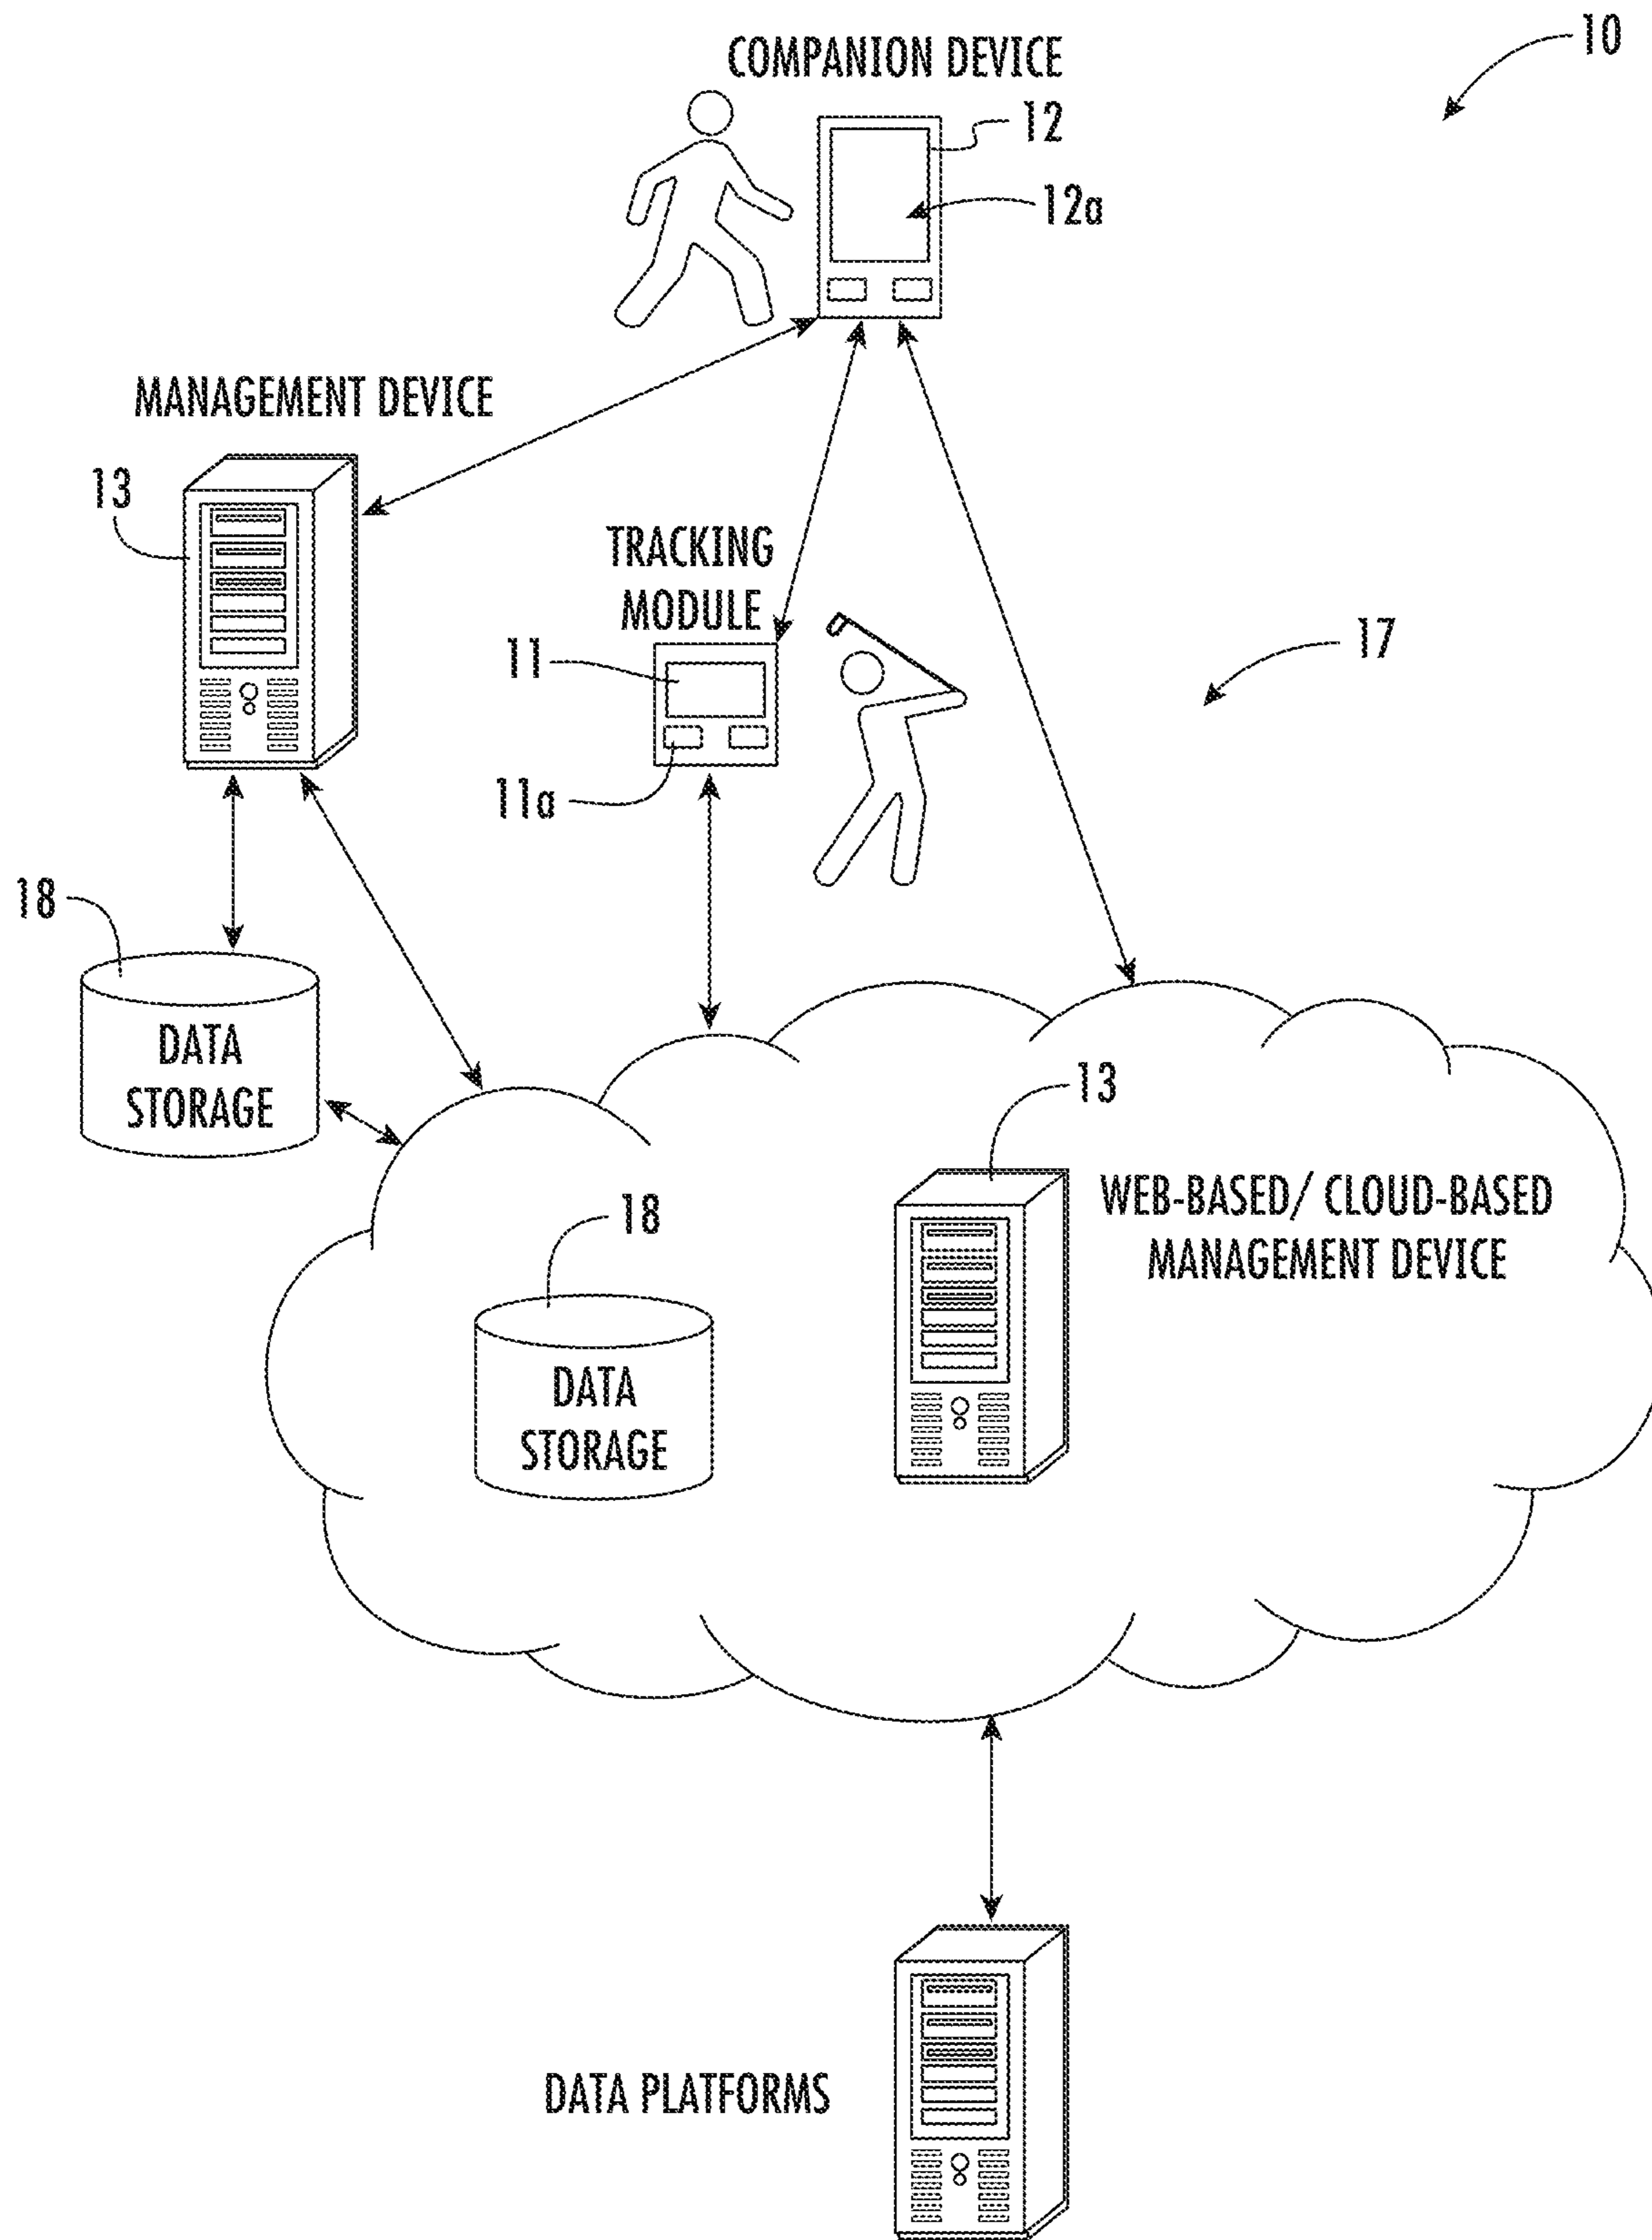 10
COMPANION DEVICE
12
12a
MANAGEMENT DEVICE
13
TRACKING
MODULE
11
17
11a
18
DATA
STORAGE
13
WEB-BASED/ CLOUD-BASED
MANAGEMENT DEVICE
18
DATA
STORAGE
DATA PLATFORMS